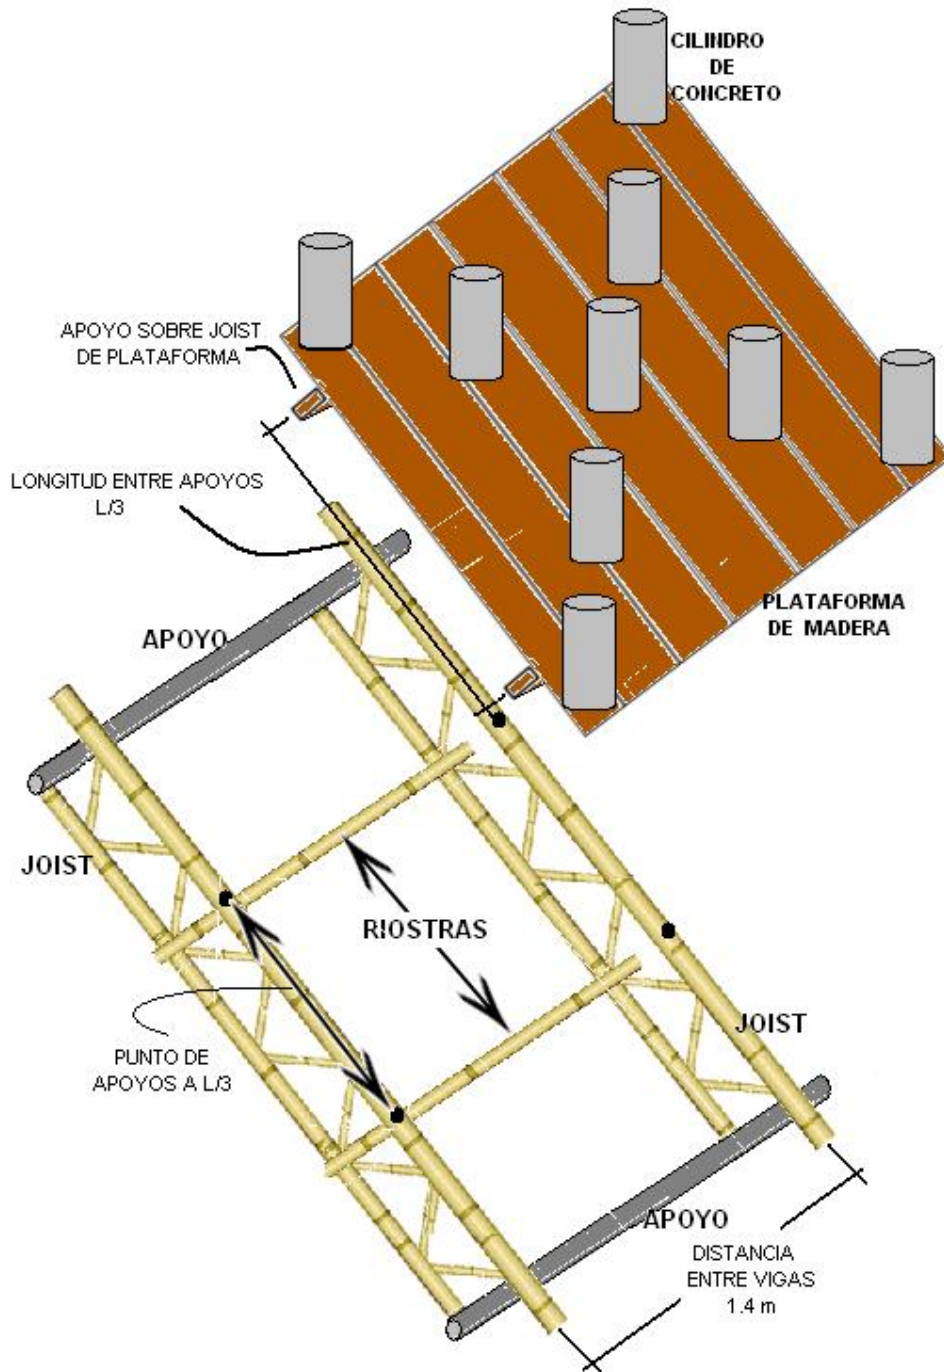 CILINDRO
DE
CONCRETO
APOYO SOBRE JOIST
DE PLATAFORMA
LONGITUD ENTRE APOYOS
L/3
PLATAFORMA
DE MADERA
APOYO
JOIST
RIOSTRAS
JOIST
PUNTO DE
APOYOS A L/3
APOYO
DISTANCIA
ENTRE VIGAS
1.4 m